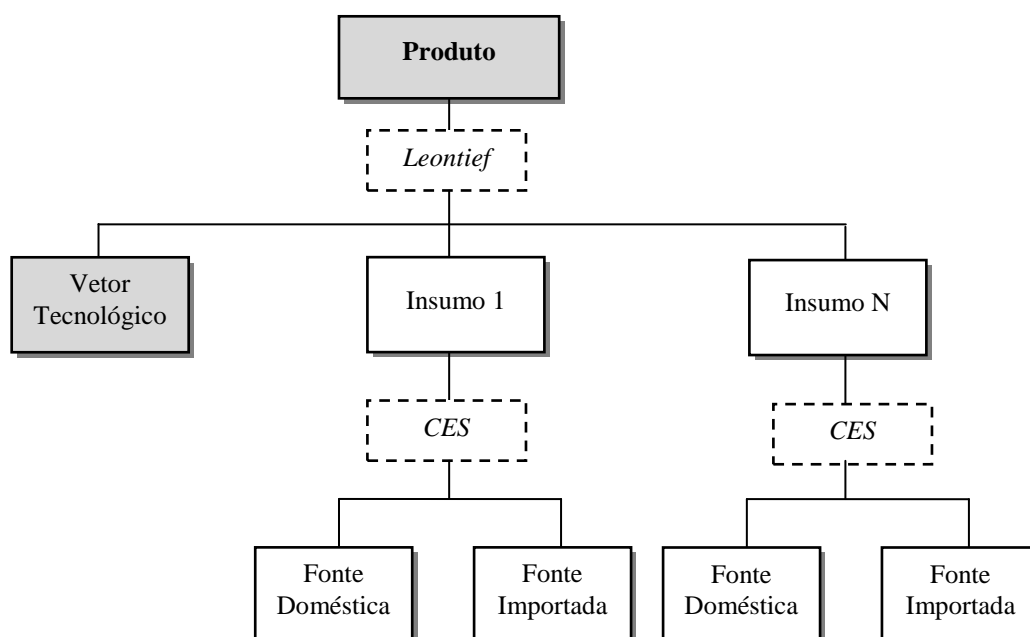 Produto
Leontief
Vetor
Tecnológico
Insumo 1
Insumo N
CES
CES
Fonte
Doméstica
Fonte
Importada
Fonte
Doméstica
Fonte
Importada